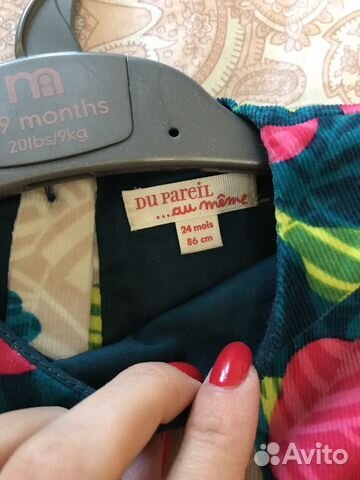 m
9 months
20lbs/9kg
DU PAREIL
...au même
24 mois
86 cm
Avito